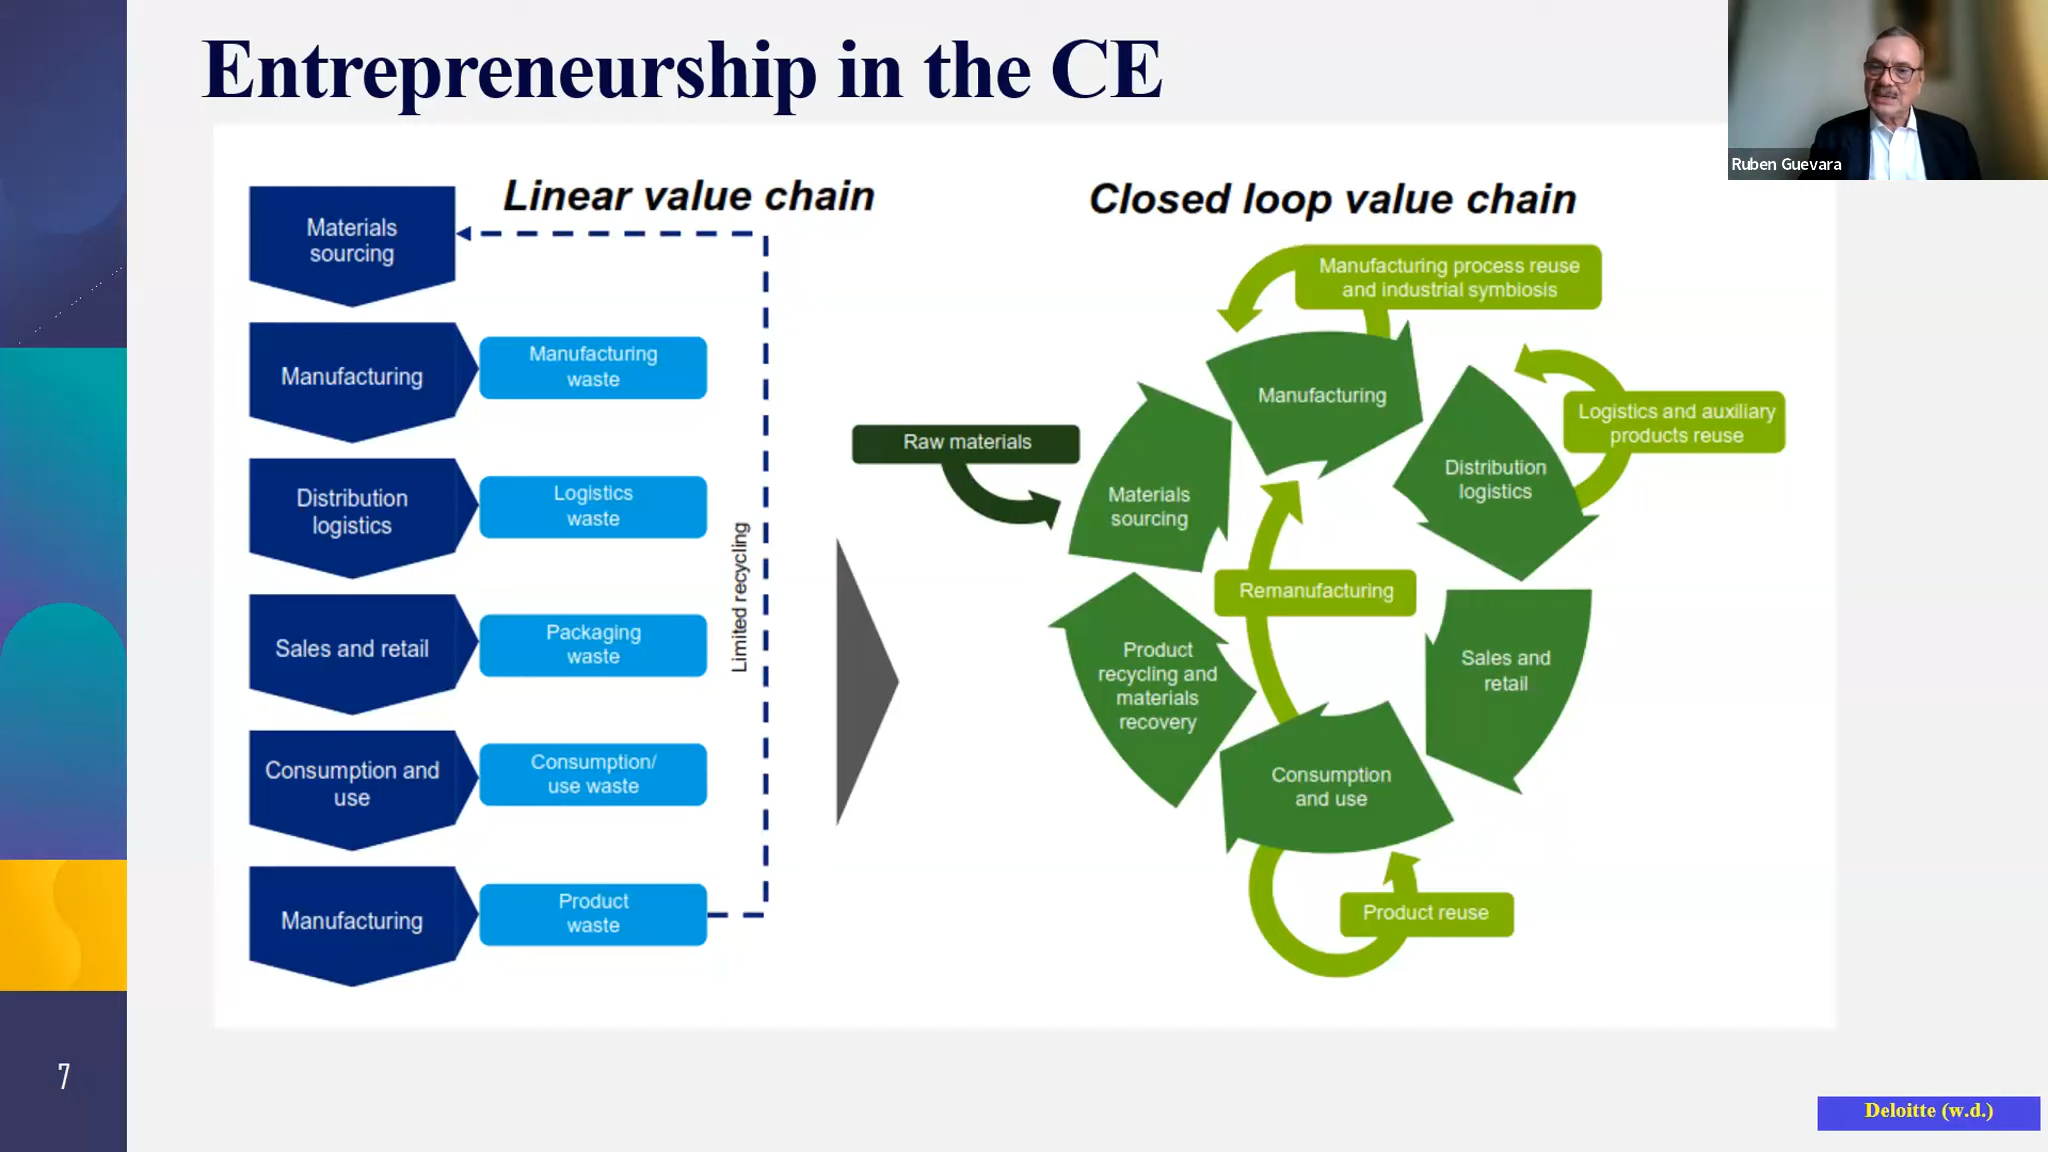 Entrepreneurship in the CE
Ruben Guevara
Linear value chain
Materials
sourcing
Manufacturing
Manufacturing
waste
Distribution
logistics
Logistics
waste
Sales and retail
Packaging
waste
Consumption and
use
Consumption/
use waste
Manufacturing
Product
waste
Limited recycling
Closed loop value chain
Manufacturing process reuse
and industrial symbiosis
Manufacturing
Logistics and auxiliary
products reuse
Raw materials
Distribution
logistics
Materials
sourcing
Remanufacturing
Product
recycling and
materials
recovery
Sales and
retail
Consumption
and use
Product reuse
7
Deloitte (w.d.)